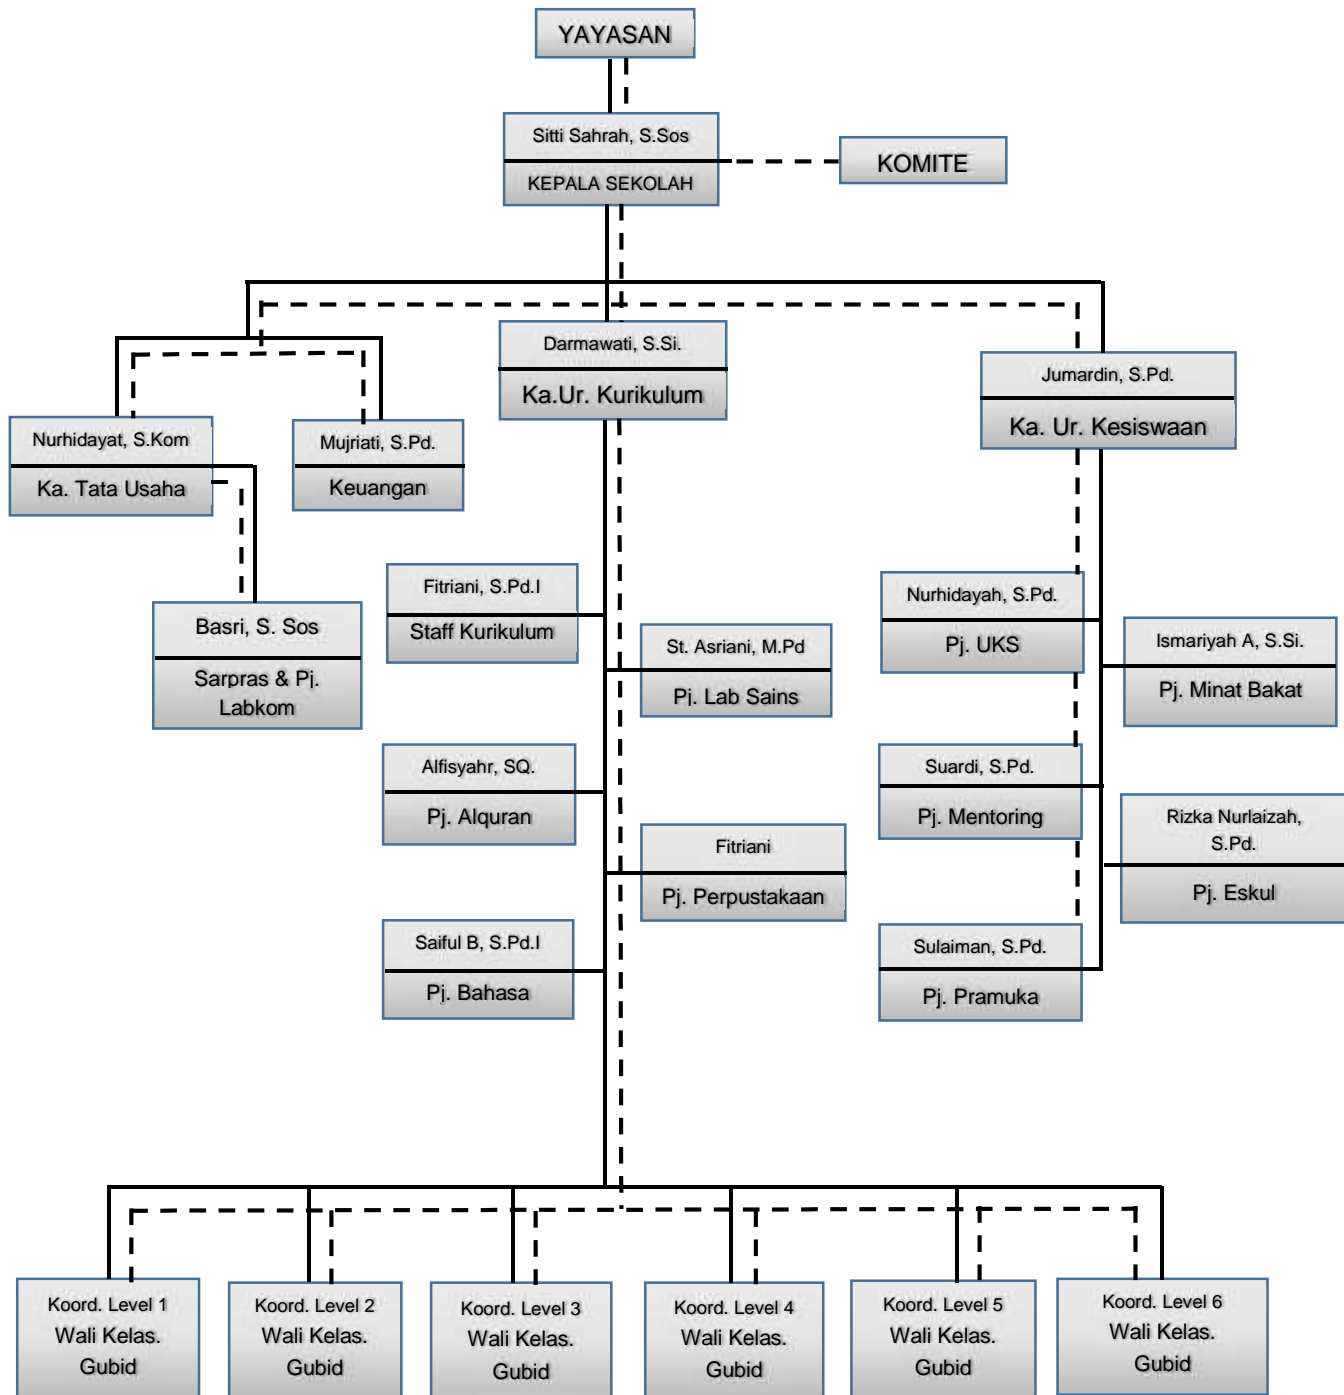 YAYASAN
Sitti Sahrah, S.Sos
KEPALA SEKOLAH
KOMITE
Darmawati, S.Si.
Ka.Ur. Kurikulum
Jumardin, S.Pd.
Ka. Ur. Kesiswaan
Nurhidayat, S.Kom
Ka. Tata Usaha
Mujriati, S.Pd.
Keuangan
Basri, S. Sos
Sarpras & Pj.
Labkom
Fitriani, S.Pd.I
Staff Kurikulum
St. Asriani, M.Pd
Pj. Lab Sains
Nurhidayah, S.Pd.
Pj. UKS
Ismariyah A, S.Si.
Pj. Minat Bakat
Alfisyahr, SQ.
Pj. Alquran
Suardi, S.Pd.
Pj. Mentoring
Fitriani
Pj. Perpustakaan
Rizka Nurlaizah,
S.Pd.
Pj. Eskul
Saiful B, S.Pd.I
Pj. Bahasa
Sulaiman, S.Pd.
Pj. Pramuka
Koord. Level 1
Wali Kelas.
Gubid
Koord. Level 2
Wali Kelas.
Gubid
Koord. Level 3
Wali Kelas.
Gubid
Koord. Level 4
Wali Kelas.
Gubid
Koord. Level 5
Wali Kelas.
Gubid
Koord. Level 6
Wali Kelas.
Gubid